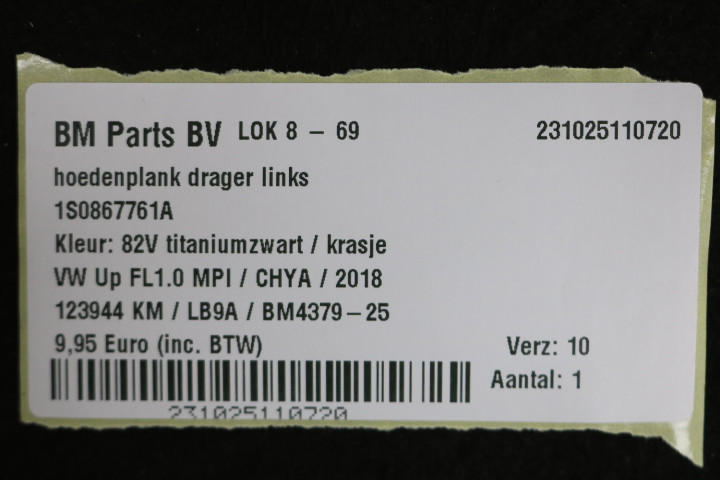 BM Parts BV LOK 8 – 69 231025110720
hoedenplank drager links
1S0867761A
Kleur: 82V titaniumzwart / krasje
VW Up FL1.0 MPI / CHYA / 2018
123944 KM / LB9A / BM4379–25
9,95 Euro (inc. BTW) Verz: 10
Aantal: 1
231025110720